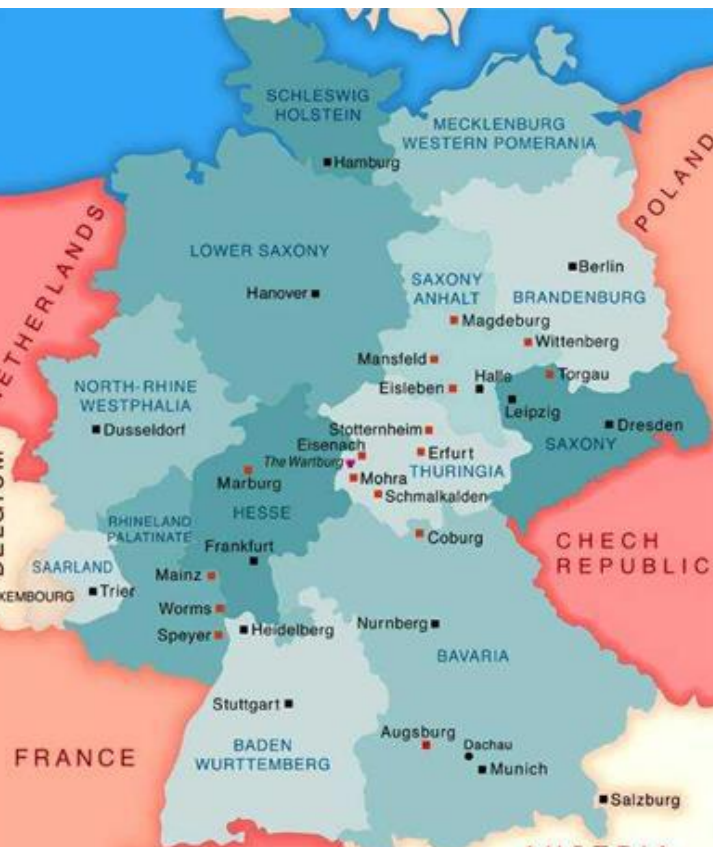 SCHLESWIG
HOLSTEIN
MECKLENBURG
WESTERN POMERANIA
Hamburg
POLAND
NETHERLANDS
LOWER SAXONY
Hanover
SAXONY
ANHALT
Berlin
BRANDENBURG
Magdeburg
Wittenberg
Mansfeld
Eisleben
Halle
Torgau
Leipzig
Dresden
SAXONY
NORTH-RHINE
WESTPHALIA
Dusseldorf
Stotternheim
Eisenach
The Wartburg
Erfurt
THURINGIA
Mohra
Schmalkalden
Marburg
HESSE
RHINELAND
PALATINATE
Frankfurt
Coburg
CHECH
REPUBLIC
SAARLAND
Trier
XEMBOURG
Mainz
Worms
Speyer
Heidelberg
Nurnberg
BAVARIA
Stuttgart
BADEN
WURTTEMBERG
FRANCE
Augsburg
Dachau
Munich
Salzburg